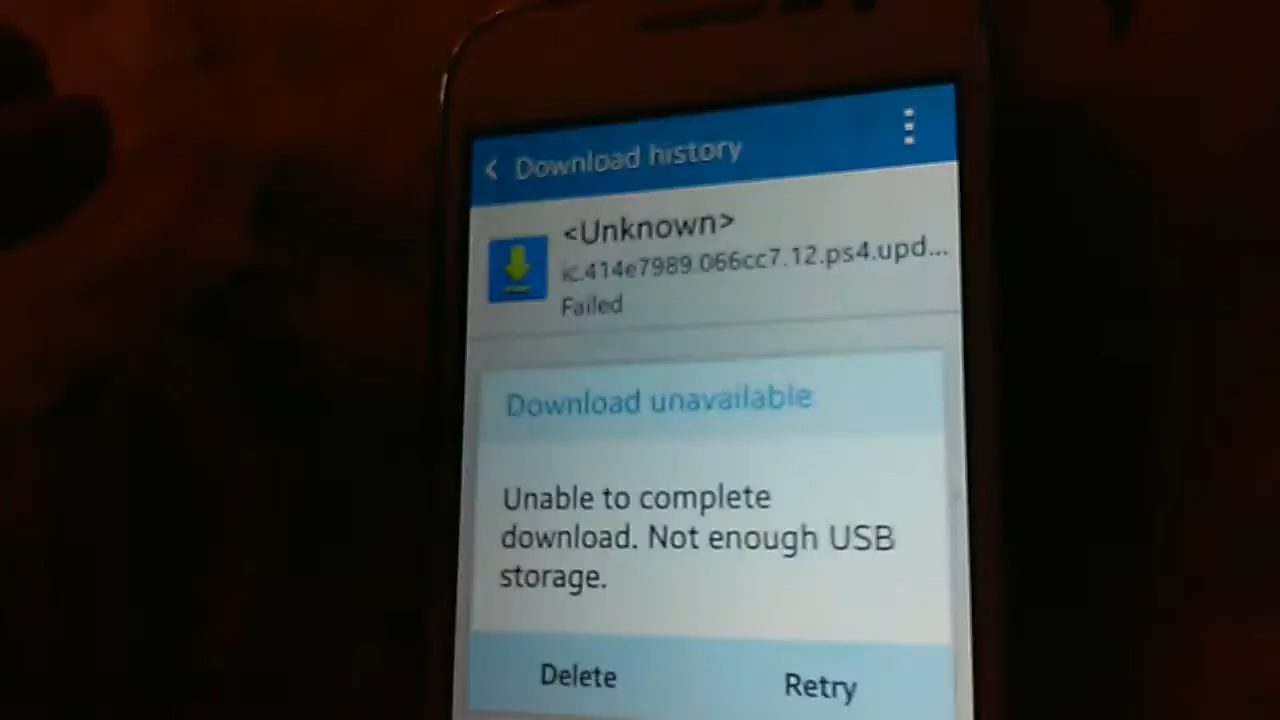 Download history
<Unknown>
ic.414e7989.066cc7.12.ps4.upd...
Failed
Download unavailable
Unable to complete
download. Not enough USB
storage.
Delete
Retry